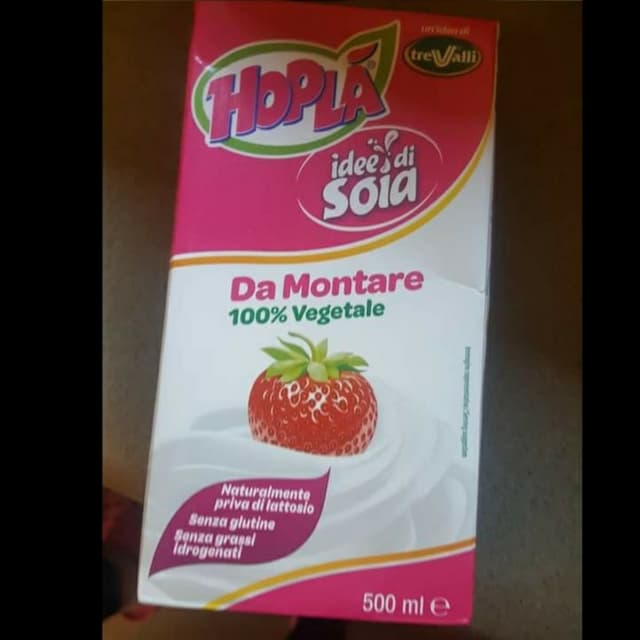 un'idea di
treValli
HOPLÀ®
idee di
soia
Da Montare
100% Vegetale
Naturalmente
priva di lattosio
Senza glutine
Senza grassi
idrogenati
500 ml e